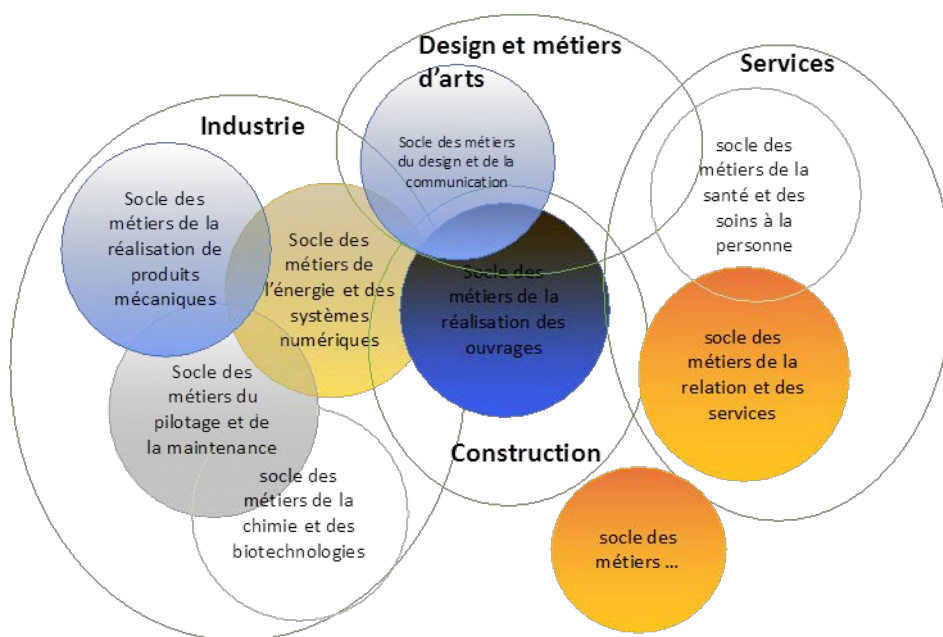 Design et métiers
d’arts
Services
Industrie
Socle des métiers
du design et de la
communication
socle des
métiers de la
santé et des
soins à la
personne
Socle des
métiers de la
réalisation de
produits
mécaniques
Socle des
métiers de
l’énergie et des
systèmes
numériques
Socle des
métiers de la
réalisation des
ouvrages
socle des
métiers de la
relation et des
services
Socle des
métiers du
pilotage et de
la maintenance
Construction
socle des
métiers de la
chimie et des
biotechnologies
socle des
métiers ...